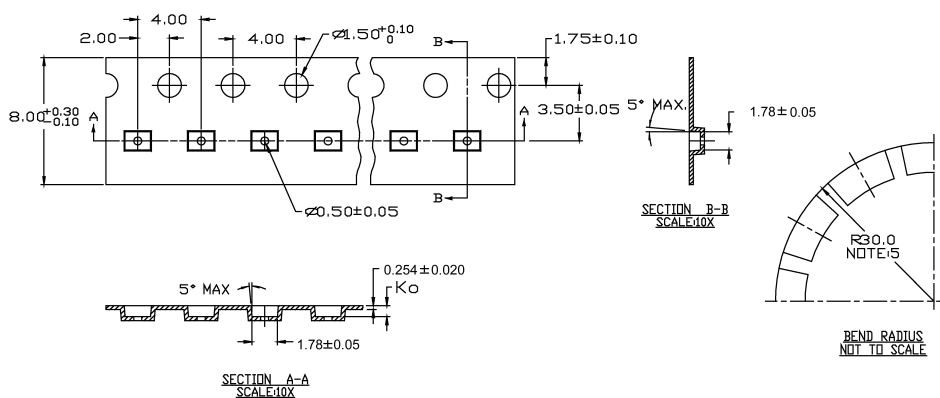 4.00
2.00
4.00
Ø1.50+0.10 0
B
1.75±0.10
8.00+0.30 -0.10
A
A
3.50±0.05
5° MAX.
1.78±0.05
B
Ø0.50±0.05
SECTION B-B
SCALE:10X
R30.0
NOTE:5
0.254±0.020
5° MAX
Ko
1.78±0.05
BEND RADIUS
NOT TO SCALE
SECTION A-A
SCALE:10X